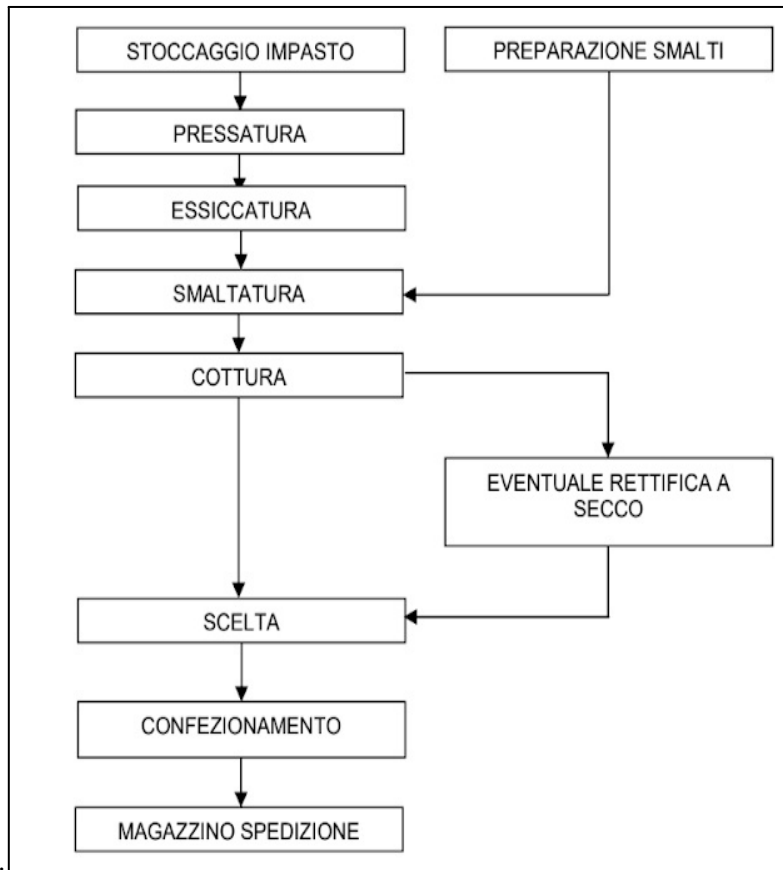 STOCCAGGIO IMPASTO
PREPARAZIONE SMALTI
PRESSATURA
ESSICCATURA
SMALTATURA
COTTURA
EVENTUALE RETTIFICA A
SECCO
SCELTA
CONFEZIONAMENTO
MAGAZZINO SPEDIZIONE